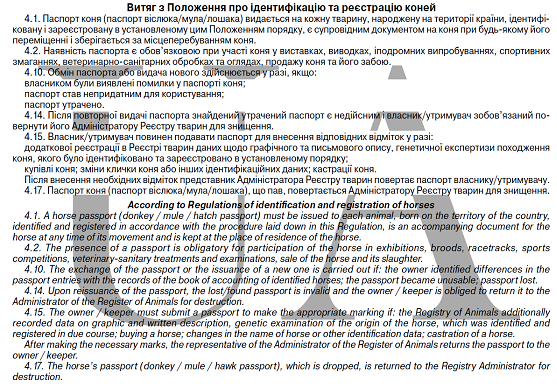 Витяг з Положення про ідентифікацію та реєстрацію коней
4.1. Паспорт коня (паспорт віслюка/мула/лошака) видається на кожну тварину, народжену на території країни, ідентифі-
ковану і зареєстровану в установленому цим Положенням порядку, є супровідним документом на коня при будь-якому його
переміщенні і зберігається за місцеперебуванням коня.
4.2. Наявність паспорта є обов'язковою при участі коня у виставках, виводках, іподромних випробуваннях, спортивних
змаганнях, ветеринарно-санітарних обробках та оглядах, продажу коня та його забою.
4.10. Обмін паспорта або видача нового здійснюється у разі, якщо:
власником були виявлені помилки у паспорті коня;
паспорт став непридатним для користування;
паспорт утрачено.
4.14. Після повторної видачі паспорта знайдений утрачений паспорт є недійсним і власник/утримувач зобов'язаний по-
вернути його Адміністратору Реєстру тварин для знищення.
4.15. Власник/утримувач повинен подавати паспорт для внесення відповідних відміток у разі:
додаткової реєстрації в Реєстрі тварин даних щодо графічного та письмового опису, генетичної експертизи походження
коня, якого було ідентифіковано та зареєстровано в установленому порядку;
купівлі коня; зміни клички коня або інших ідентифікаційних даних; кастрації коня.
Після внесення необхідних відміток представник Адміністратора Реєстру тварин повертає паспорт власнику/утримувачу.
4.17. Паспорт коня (паспорт віслюка/мула/лошака), що пав, повертається Адміністратору Реєстру тварин для знищення.
According to Regulations of identification and registration of horses
4.1. A horse passport (donkey / mule / hatch passport) must be issued to each animal, born on the territory of the country,
identified and registered in accordance with the procedure laid down in this Regulation, is an accompanying document for the
horse at any time of its movement and is kept at the place of residence of the horse.
4.2. The presence of a passport is obligatory for participation of the horse in exhibitions, broods, racetracks, sports
competitions, veterinary-sanitary treatments and examinations, sale of the horse and its slaughter.
4.10. The exchange of the passport or the issuance of a new one is carried out if: the owner identified differences in the
passport entries with the records of the book of accounting of identified horses; the passport became unusable; passport lost.
4.14. Upon reissuance of the passport, the lost/found passport is invalid and the owner / keeper is obliged to return it to the
Administrator of the Register of Animals for destruction.
4.15. The owner / keeper must submit a passport to make the appropriate marking if: the Registry of Animals additionally
recorded data on graphic and written description, genetic examination of the origin of the horse, which was identified and
registered in due course; buying a horse; changes in the name of horse or other identification data; castration of a horse.
After making the necessary marks, the representative of the Administrator of the Register of Animals returns the passport to the
owner / keeper.
4.17. The horse's passport (donkey / mule / hawk passport), which is dropped, is returned to the Registry Administrator for
destruction.
UA